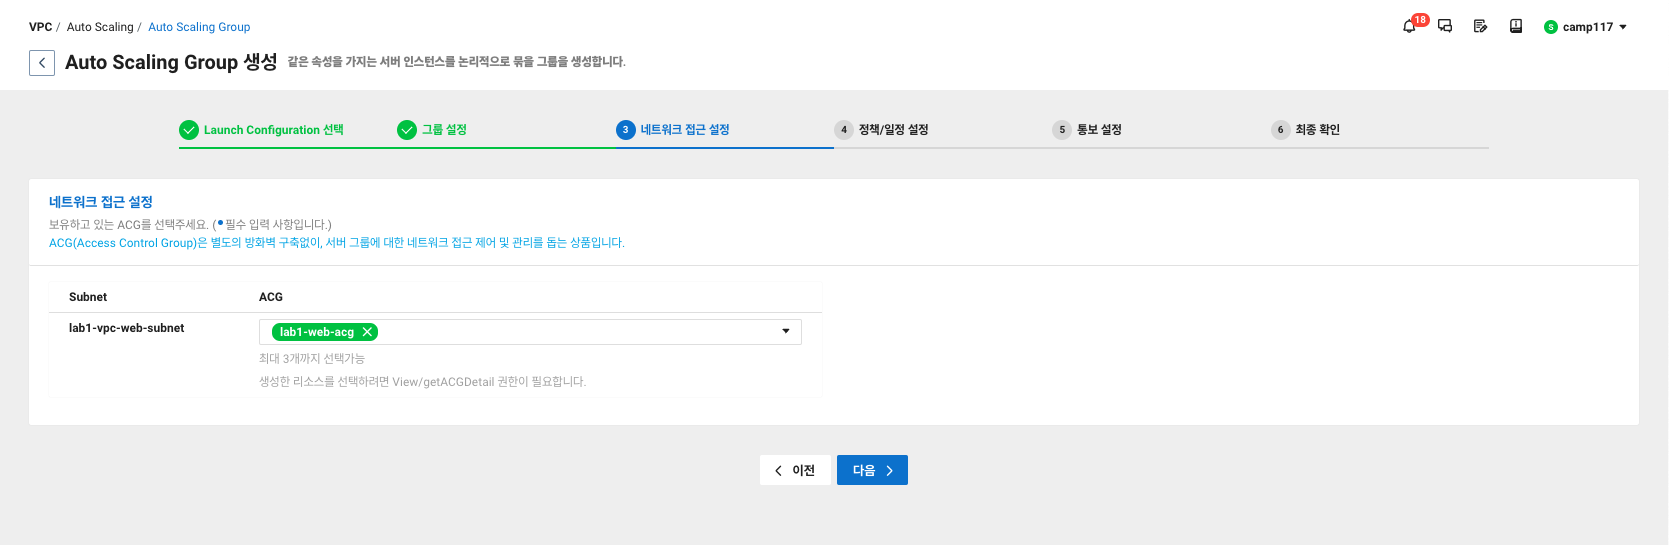 VPC / Auto Scaling / Auto Scaling Group
18
S camp117
Auto Scaling Group 생성 같은 속성을 가지는 서버 인스턴스를 논리적으로 묶을 그룹을 생성합니다.
Launch Configuration 선택
그룹 설정
3 네트워크 접근 설정
4 정책/일정 설정
5 통보 설정
6 최종 확인
네트워크 접근 설정
보유하고 있는 ACG를 선택주세요. (•필수 입력 사항입니다.)
ACG(Access Control Group)은 별도의 방화벽 구축없이, 서버 그룹에 대한 네트워크 접근 제어 및 관리를 돕는 상품입니다.
Subnet ACG
lab1-vpc-web-subnet lab1-web-acg
최대 3개까지 선택가능
생성한 리소스를 선택하려면 View/getACGDetail 권한이 필요합니다.
이전 다음